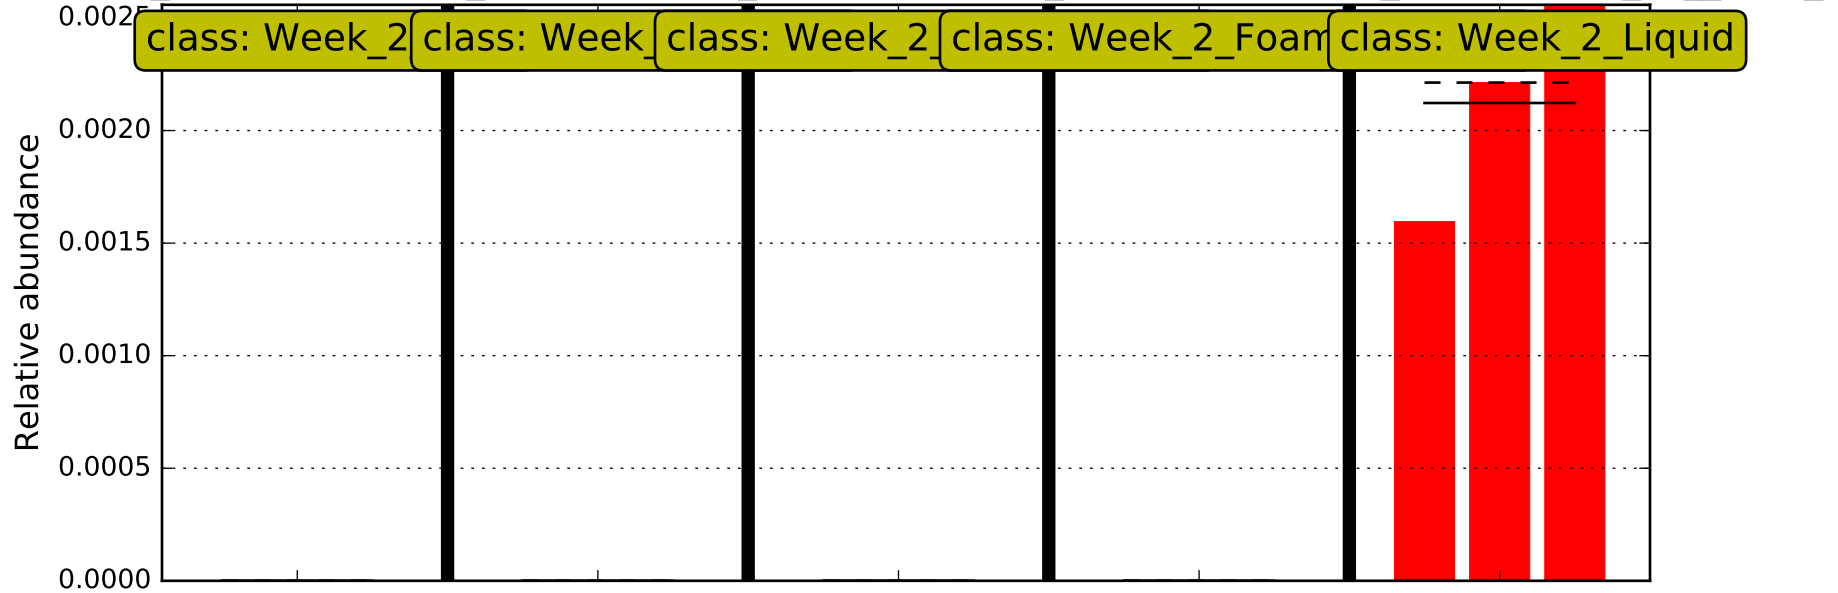 0.002
class: Week_2
class: Week_
class: Week_2_
class: Week_2_Foam
class: Week_2_Liquid
0.0020
0.0015
0.0010
0.0005
0.0000
Relative abundance